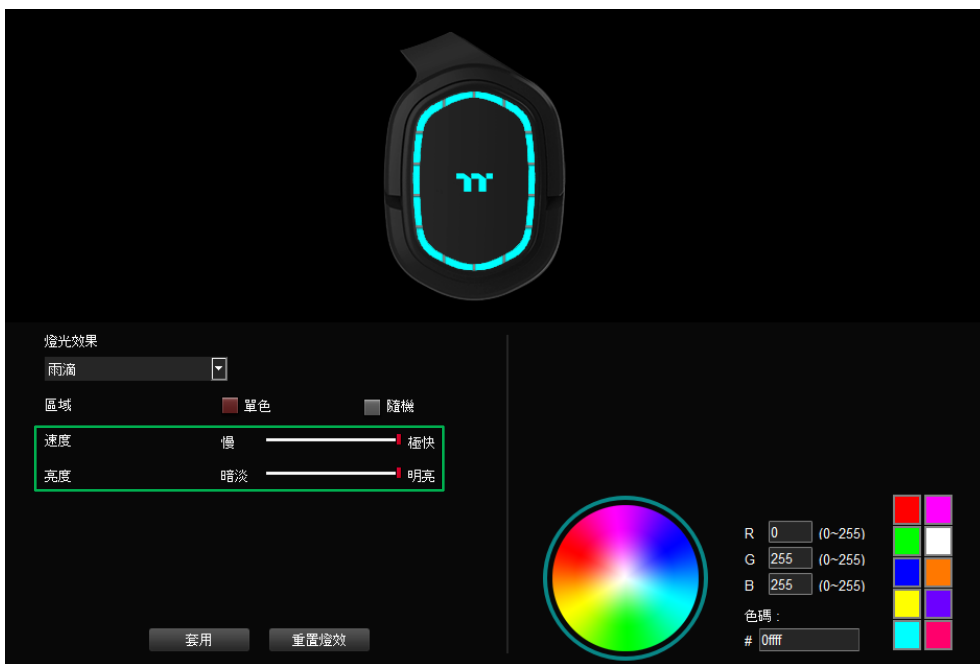 燈光效果
雨滴
區域 單色 隨機
速度 慢 極快
亮度 暗淡 明亮
套用 重置燈效
R 0 (0~255)
G 255 (0~255)
B 255 (0~255)
色碼 :
# 0ffff